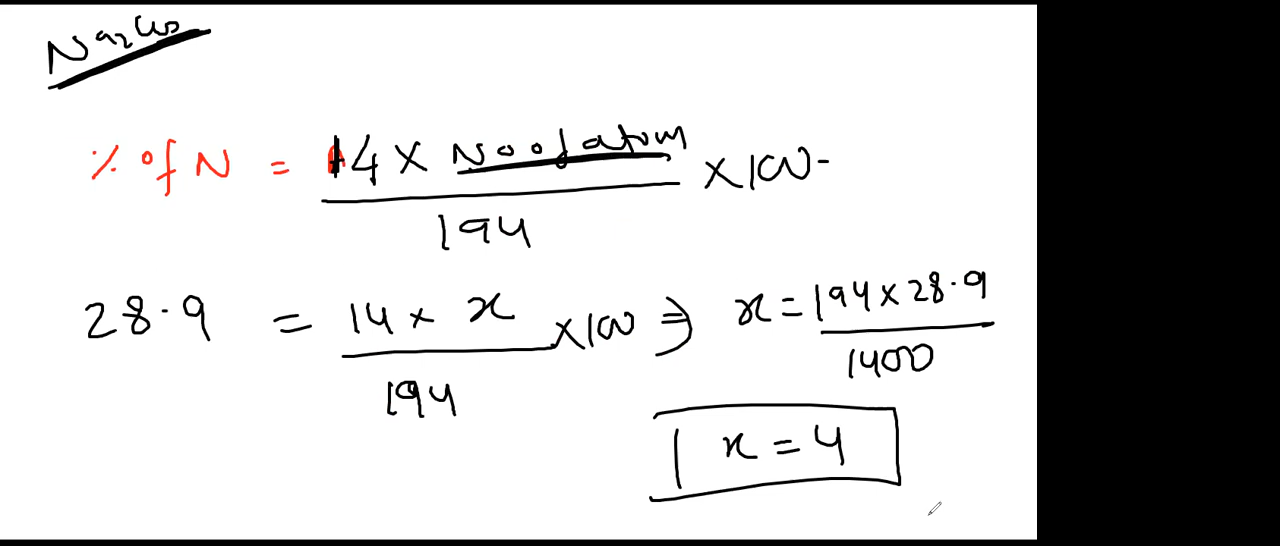 % of N = 14 × No of atom / 194 × 100
28.9 = 14 × x / 194 × 100 ⇒ x = 194 × 28.9 / 1400
x = 4